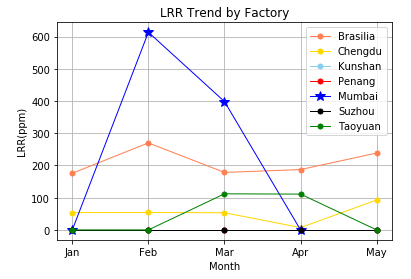 LRR Trend by Factory
600
500
400
300
200
100
0
LRR(ppm)
Jan
Feb
Mar
Apr
May
Month
Brasilia
Chengdu
Kunshan
Penang
Mumbai
Suzhou
Taoyuan